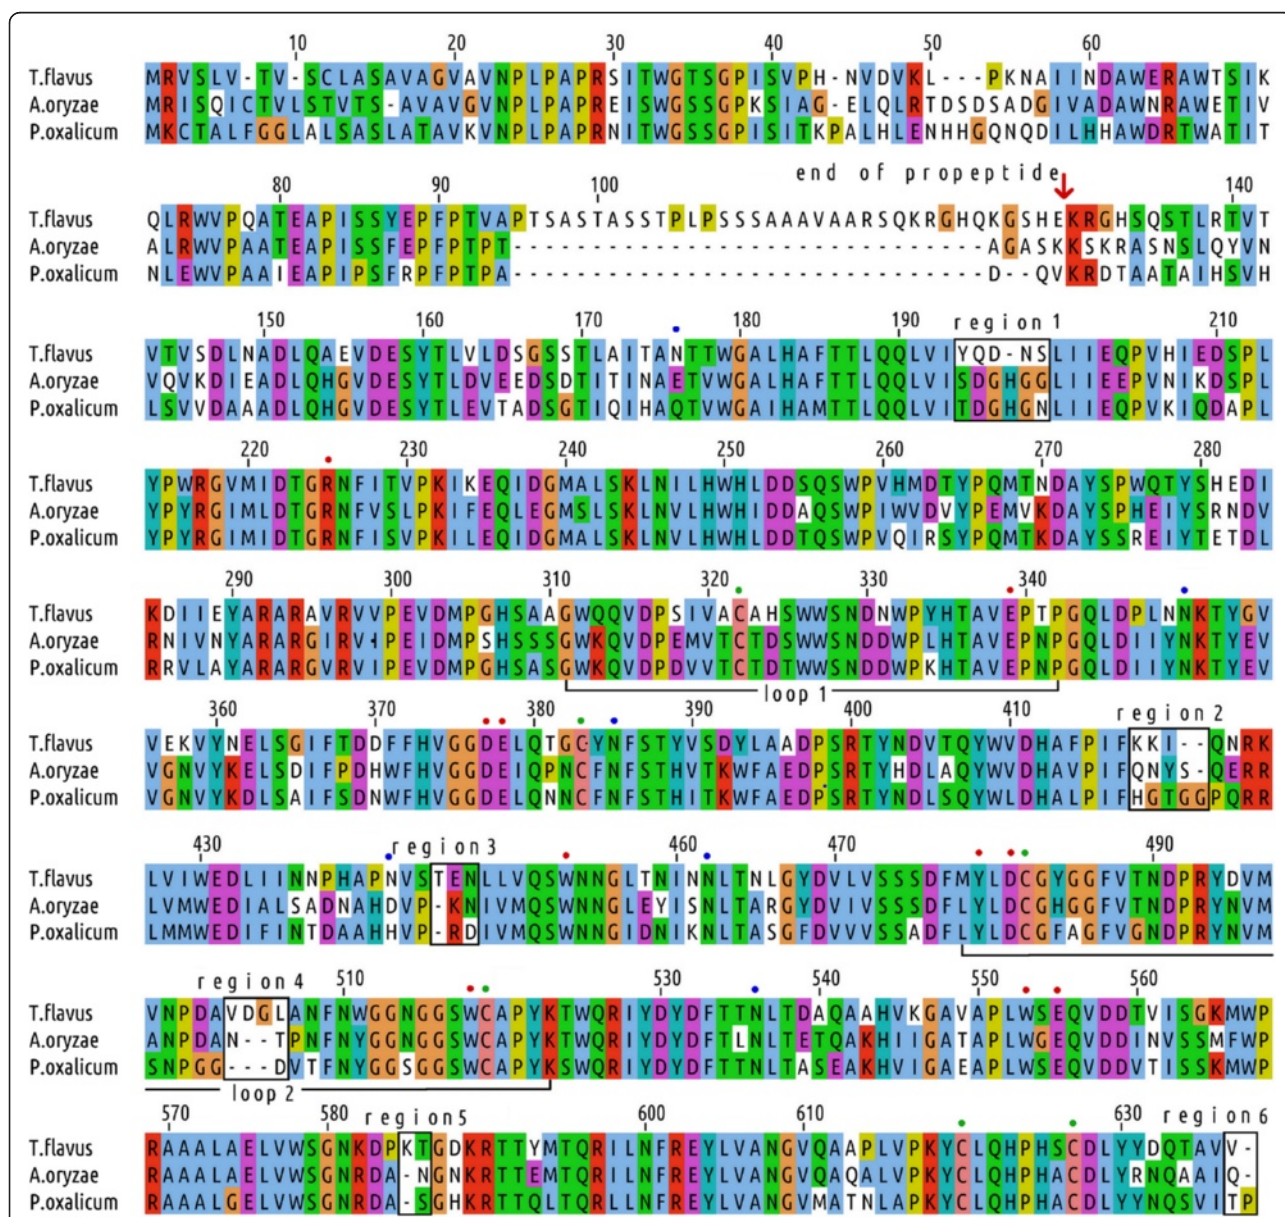 10 20 30 40 50 60
T.flavus MRVSLV-TV-SCLASAVAGVAVNPLPAPRSITWGTSGPISVPH-NVDVKL---PKNAIINDAWERAWTSIK
A.oryzae MRISQICTVLSTVTS-AVAVGVNPLPAPREISWGSSGPKSIAG-ELQLRTDSDSADGIVADAWNRAWETIV
P.oxalicum MKCTALFGGLALSASLATAVKVNPLPAPRNITWGSSGPISITKPALHLENHHGQNQDILHHAWDRTWATIT
end of propeptide
80 90 100 140
T.flavus QLRWVPQATEAPISSYEPFPTVAPTSASTASSTPLPSSSAAAVAARSQKRGHQKGSHEKRGHSQSTLRTVT
A.oryzae ALRWVPAATEAPISSFEPFPTPT------------------------------AGASKKSKRASNSLQYVN
P.oxalicum NLEWVPAAIEAPIPSFRPFPTPA------------------------------D--QVKRDTAATAIHSVH
150 160 170 180 190 region 1 210
T.flavus VTVSDLNADLQAEVDESYTLVLDSGSSTLAITANTTWGALHAFTTLQQLVIYQD-NSLIIEQPVHIEDSPL
A.oryzae VQVKDIEADLQHGVDESYTLDVEEDSDTITINAETVWGALHAFTTLQQLVISDGHGGLIIEEPVNIKDSPL
P.oxalicum LSVVDAAADLQHGVDESYTLEVTADSGTIQIHAQTVWGAIHAMTTLQQLVITDGHGNLIIEQPVKIQDAPL
220 230 240 250 260 270 280
T.flavus YPWRGVMIDTGRNFITVPKIKEQIDGMALSKLNILHWHLDDSQSWPVHMDTYPQMTNDAYSPWQTYSHEDI
A.oryzae YPYRGIMLDTGRNFVSLPKIFEQLEGMSLSKLNVLHWHIDDAQSWPIWVDVYPEMVKDAYSPHEIYSRNDV
P.oxalicum YPYRGIMIDTGRNFISVPKILEQIDGMALSKLNVLHWHLDDTQSWPVQIRSYPQMTKDAYSSREIYTETDL
290 300 310 320 330 340
T.flavus KDIIEYARARAVRVVPEVDMPGHSAAGWQQVDPSIVACAHSWWSNDNWPYHTAVEPTPGQLDPLNNKTYGV
A.oryzae RNIVNYARARGIRVIPEIDMPSHSSSGWKQVDPEMVTCTDSWWSNDDWPLHTAVEPNPGQLDIIYNKTYEV
P.oxalicum RRVLAYARARGVRVIPEVDMPGHSASGWKQVDPDVVTCTDTWWSNDDWPKHTAVEPNPGQLDIIYNKTYEV
loop 1
360 370 380 390 400 410 region 2
T.flavus VEKVYNELSGIFTDDFFHVGGDELQTGCYNFSTYVSDYLAADPSRTYNDVTQYWVDHAFPIFKKI--QNRK
A.oryzae VGNVYKELSDIFPDHWFHVGGDEIQPNCFNFSTHVTKWFAEDPSRTYHDLAQYWVDHAVPIFQNYS-QERR
P.oxalicum VGNVYKDLSAIFSDNWFHVGGDELQNNCFNFSTHITKWFAEDPSRTYNDLSQYWLDHALPIFHGTGGPQRR
430 region 3 460 470 490
T.flavus LVIWEDLIINNPHAPNVSTENLLVQSWNNGLTNINNLTNLGYDVLVSSSDFMYLDCGYGGFVTNDPRYDVM
A.oryzae LVMWEDIALSADNAHDVP-KNIVMQSWNNGLEYISNLTARGYDVIVSSSDFLYLDCGHGGFVTNDPRYNVM
P.oxalicum LMMWEDIFINTDAAHHVP-RDIVMQSWNNGIDNIKNLTASGFDVVVSSADFLYLDCGFAGFVGNDPRYNVM
region 4 510 530 540 550 560
T.flavus VNPDAVDGLANFNWGGNGGSWCAPYKTWQRIYDYDFTTNLTDAQAAHVKGAVAPLWSEQVDDTVISGKMWP
A.oryzae ANPDAN--TPNFNYGGNGGSWCAPYKTWQRIYDYDFTLNLTETQAKHIIGATAPLWGEQVDDINVSSMFWP
P.oxalicum SNPGG---DVTFNYGGSGGSWCAPYKSWQRIYDYDFTLNLTASEAKHVIGAEAPLWSEQVDDVTISSKMWP
loop 2
570 580 region5 600 610 630 region 6
T.flavus RAAALAELVWSGNKDPKTGDKRTTYMTQRILNFREYLVANGVQAAPLVPKYCLQHPHSCDLYYDQTAVV-
A.oryzae RAAALAELVWSGNRDA-NGNKRTTEMTQRILNFREYLVANGVQAQALVPKYCLQHPHACDLYRNQAAIQ-
P.oxalicum RAAALGELVWSGNRDA-SGHKRTTQLTQRILNFREYLVANGVMATNLAPKYCLQHPHACDLYYNQSVITP